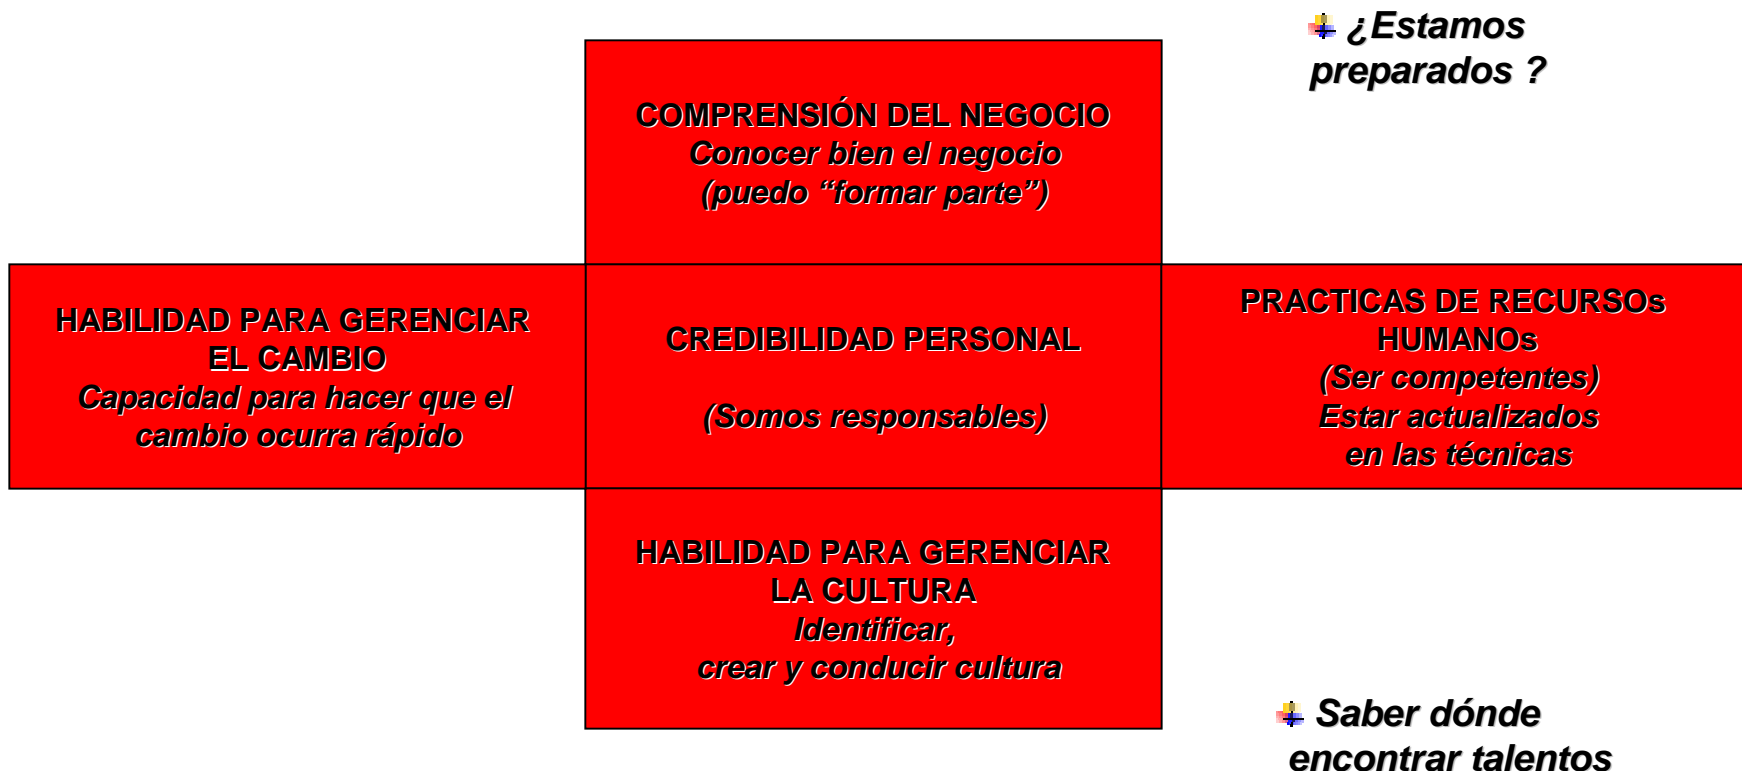 ¿Estamos
preparados ?
COMPRENSIÓN DEL NEGOCIO
Conocer bien el negocio
(puedo “formar parte”)
HABILIDAD PARA GERENCIAR
EL CAMBIO
Capacidad para hacer que el
cambio ocurra rápido
CREDIBILIDAD PERSONAL
(Somos responsables)
PRACTICAS DE RECURSOs
HUMANOs
(Ser competentes)
Estar actualizados
en las técnicas
HABILIDAD PARA GERENCIAR
LA CULTURA
Identificar,
crear y conducir cultura
Saber dónde
encontrar talentos